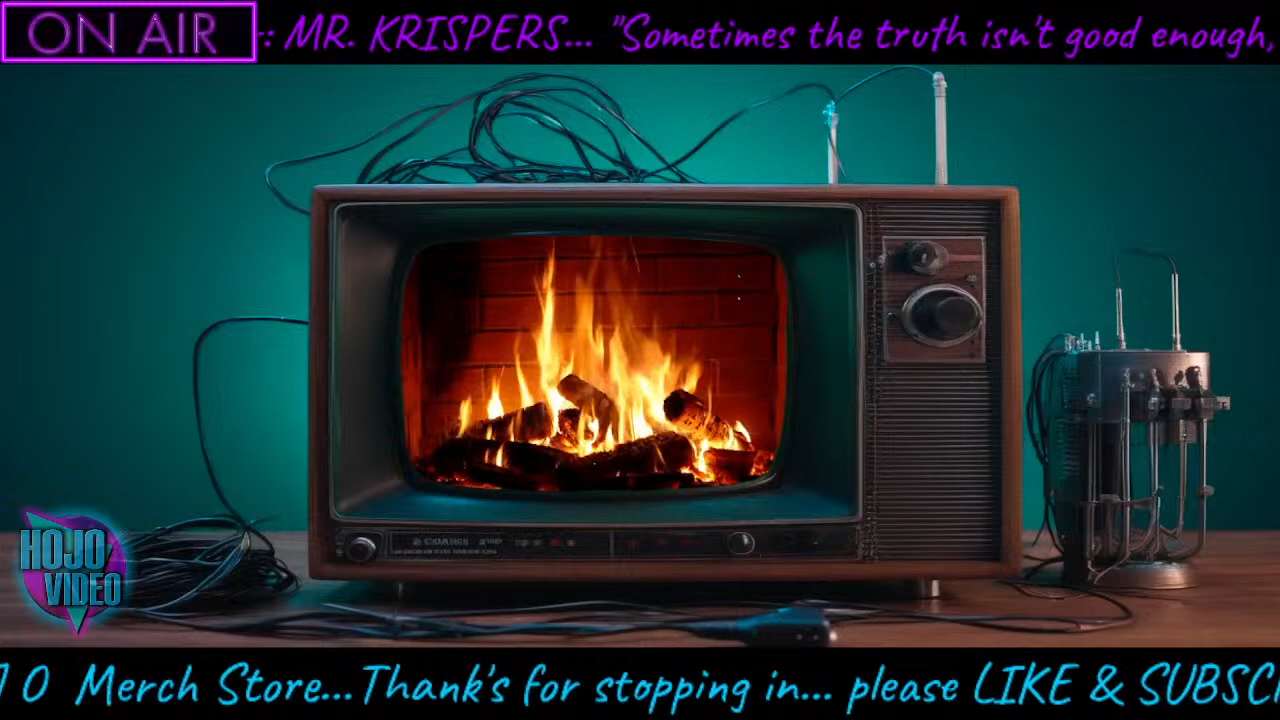 ON AIR
:: MR. KRISPERS... "Sometimes the truth isn't good enough,
HOJO
VIDEO
J O Merch Store... Thank's for stopping in... please LIKE & SUBSC